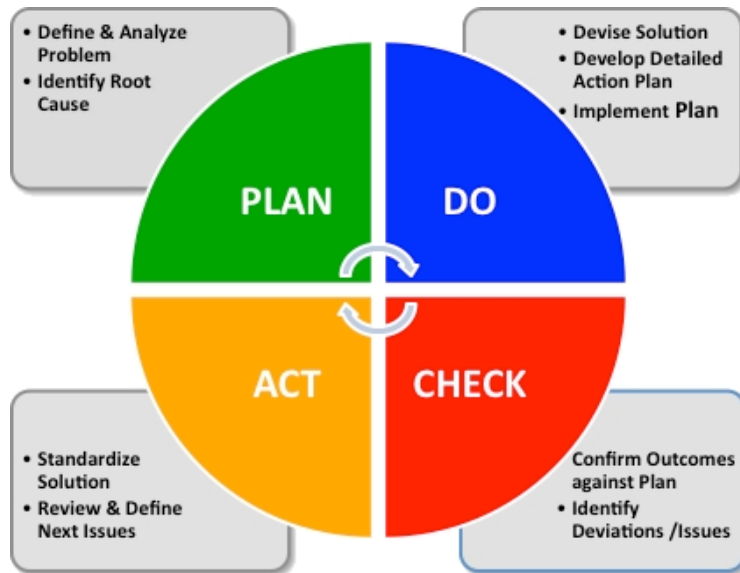 • Define & Analyze
Problem
• Identify Root
Cause
• Devise Solution
• Develop Detailed
Action Plan
• Implement Plan
PLAN
DO
ACT
CHECK
• Standardize
Solution
• Review & Define
Next Issues
Confirm Outcomes
against Plan
• Identify
Deviations /Issues